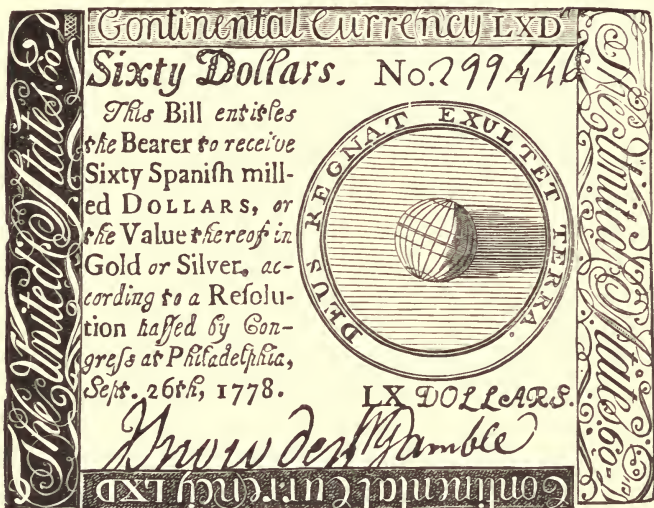 Continental Currency LXD
Sixty Dollars. No.299446
This Bill entitles
the Bearer to receive
Sixty Spaniſh mill-
ed DOLLARS, or
the Value thereof in
Gold or Silver, ac-
cording to a Reſolu-
tion paſſed by Con-
greſs at Philadelphia,
Sept. 26th, 1778.
DEUS REGNAT EXULTET TERRA.
LX DOLLARS.
Gamble
The United States. 60
The United States 60
Continental Currency LXD